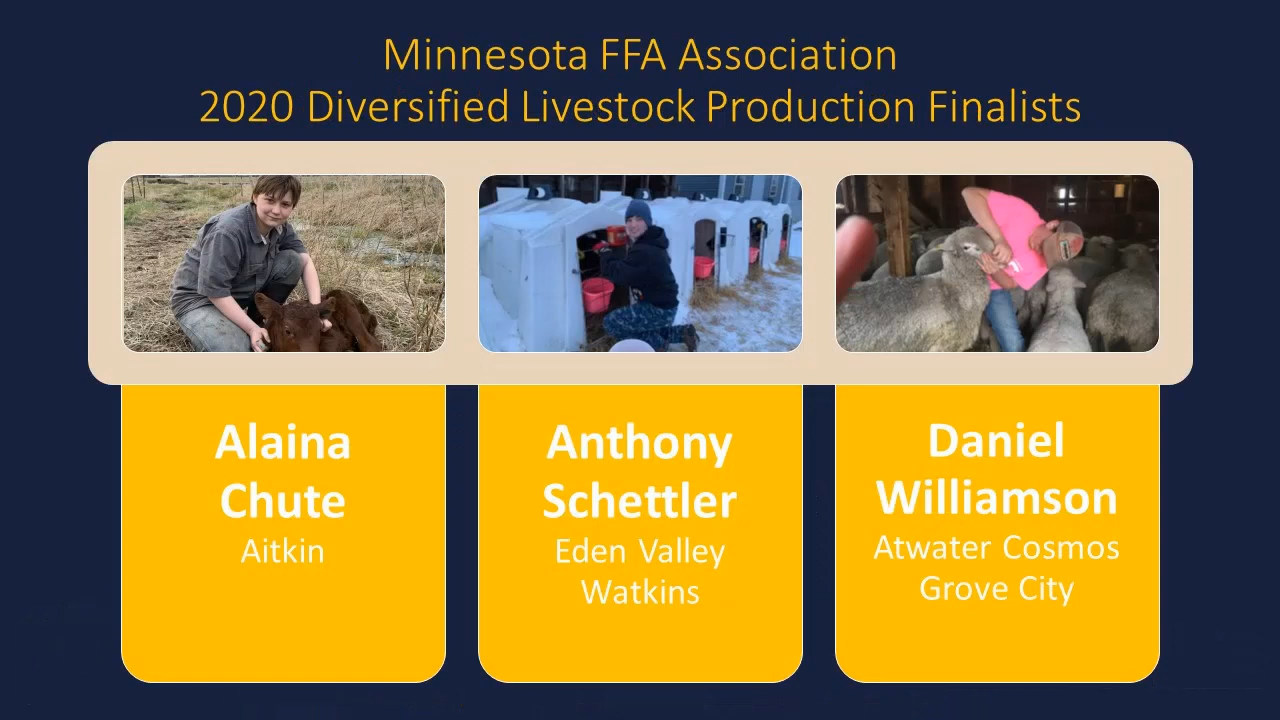 Minnesota FFA Association
2020 Diversified Livestock Production Finalists
Alaina
Chute
Aitkin
Anthony
Schettler
Eden Valley
Watkins
Daniel
Williamson
Atwater Cosmos
Grove City